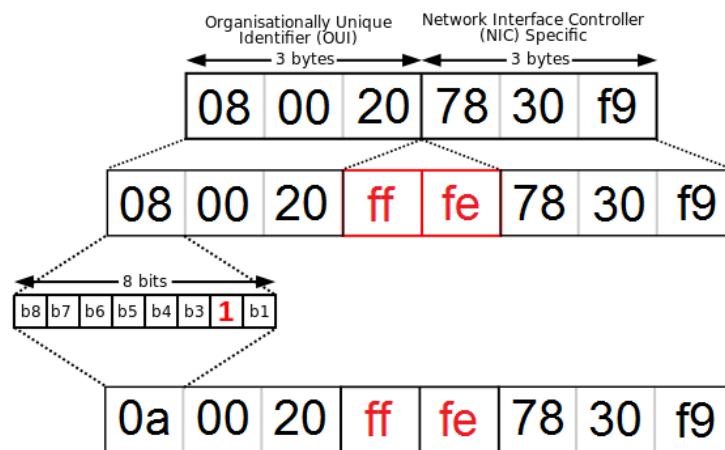 Organisationally Unique
Identifier (OUI)
Network Interface Controller
(NIC) Specific
3 bytes
3 bytes
08 00 20 78 30 f9
08 00 20 ff fe 78 30 f9
8 bits
b8 b7 b6 b5 b4 b3 1 b1
0a 00 20 ff fe 78 30 f9